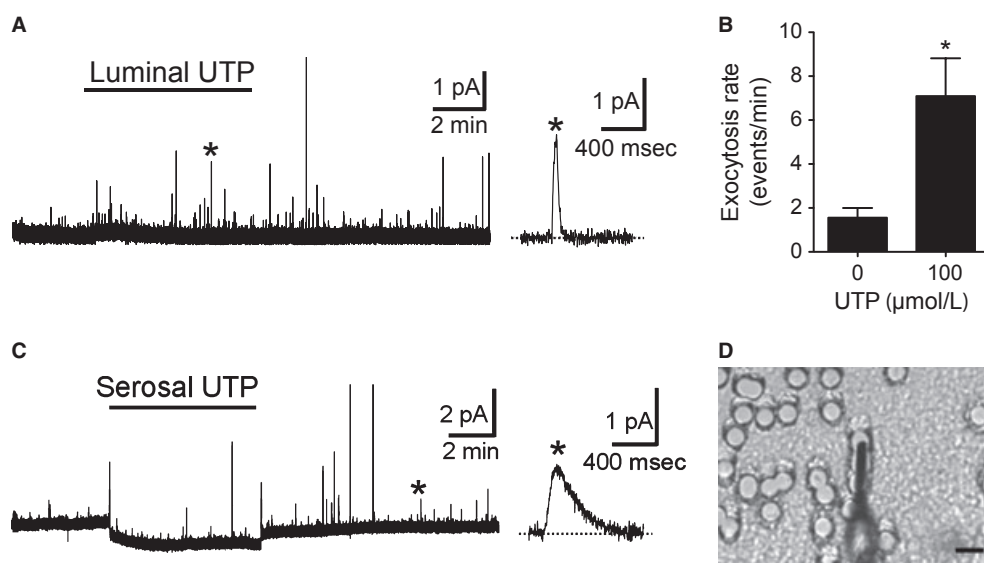 A
Luminal UTP
*
1 pA
2 min
*
1 pA
400 msec
B
Exocytosis rate
(events/min)
10
8
6
4
2
0
*
0
100
UTP (μmol/L)
C
Serosal UTP
*
2 pA
2 min
*
1 pA
400 msec
D